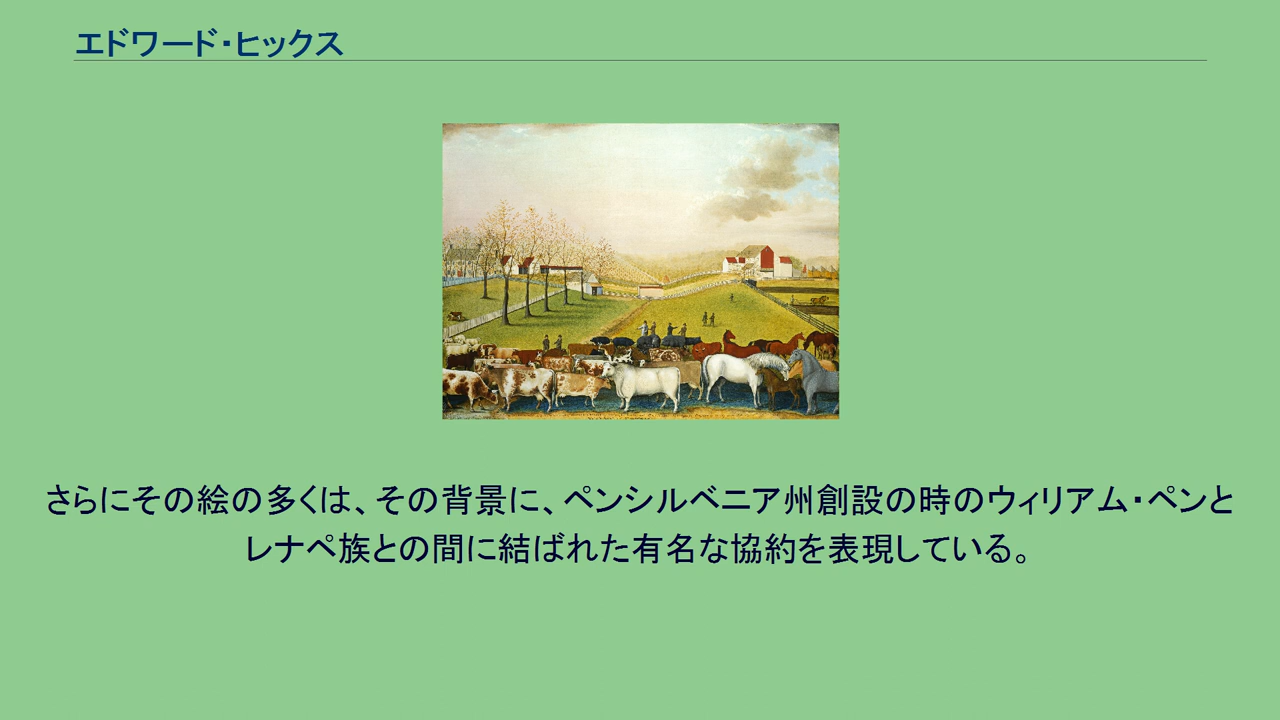 エドワード・ヒックス
さらにその絵の多くは、その背景に、ペンシルベニア州創設の時のウィリアム・ペンと
レナペ族との間に結ばれた有名な協約を表現している。